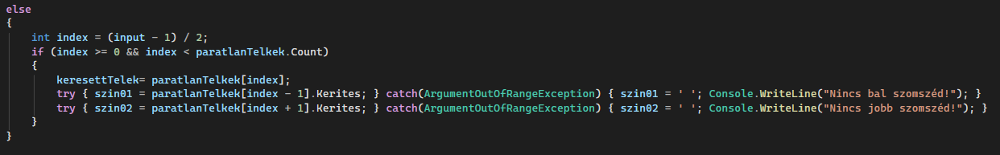 else
{
    int index = (input - 1) / 2;
    if (index >= 0 && index < paratlanTelkek.Count)
    {
        keresettTelek= paratlanTelkek[index];
        try { szin01 = paratlanTelkek[index - 1].Kerites; } catch(ArgumentOutOfRangeException) { szin01 = ' '; Console.WriteLine("Nincs bal szomszéd!"); }
        try { szin02 = paratlanTelkek[index + 1].Kerites; } catch(ArgumentOutOfRangeException) { szin02 = ' '; Console.WriteLine("Nincs jobb szomszéd!"); }
    }
}